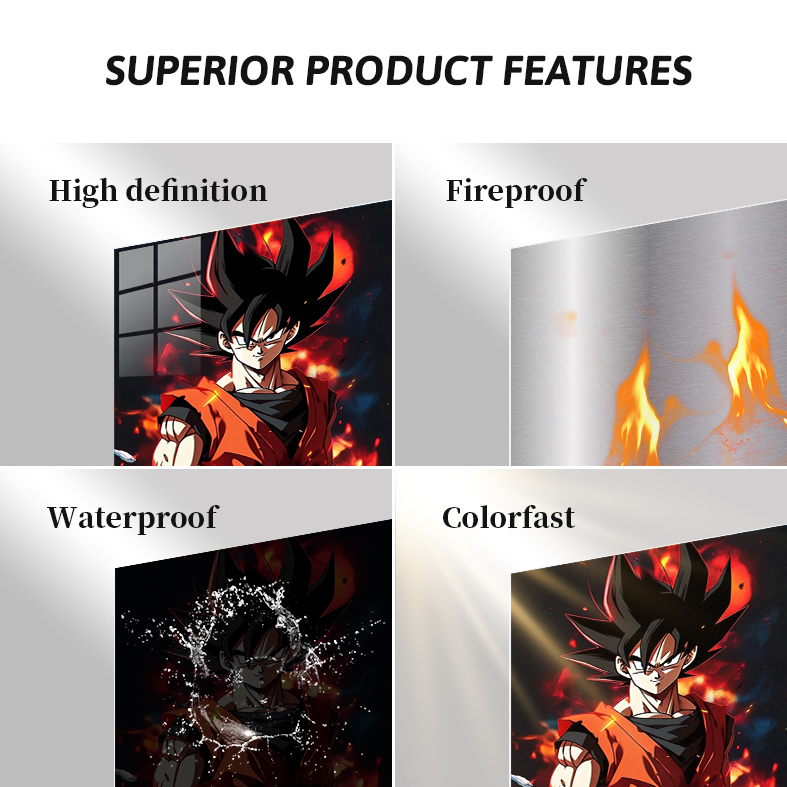 SUPERIOR PRODUCT FEATURES
High definition
Fireproof
Waterproof
Colorfast